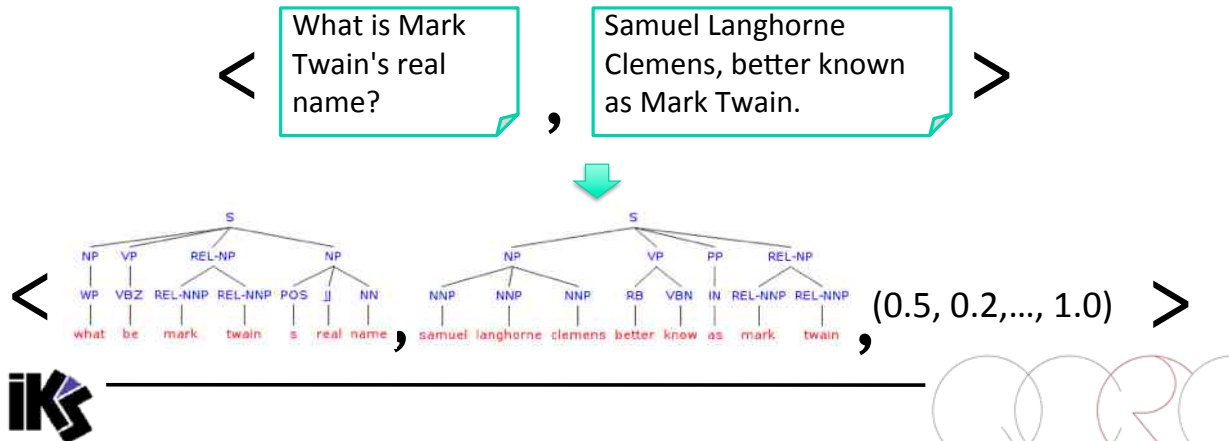 < What is Mark Twain's real name? , Samuel Langhorne Clemens, better known as Mark Twain. >
S S
NP VP REL-NP NP NP VP PP REL-NP
WP VBZ REL-NNP REL-NNP POS JJ NN NNP NNP NNP RB VBN IN REL-NNP REL-NNP
< what be mark twain s real name , samuel langhorne clemens better know as mark twain , (0.5, 0.2,..., 1.0) >
iKS